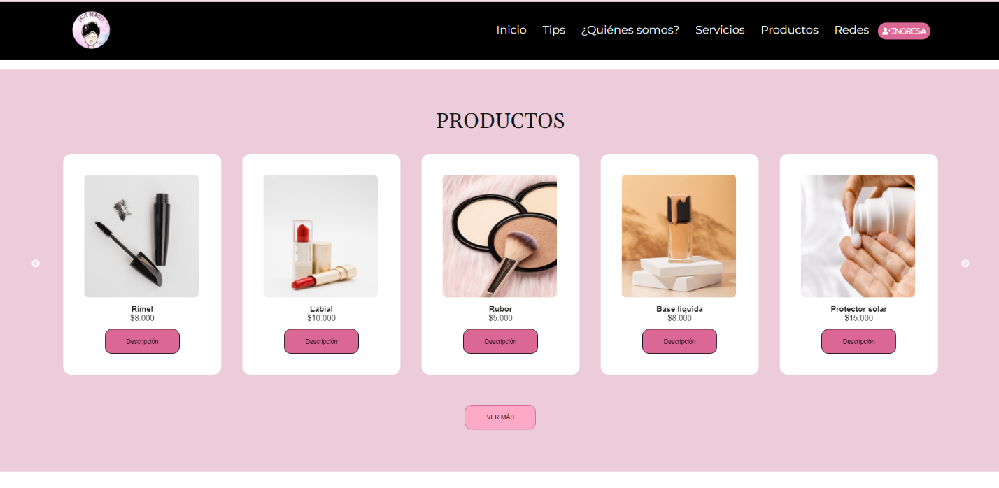 TRUE BEAUTY
Inicio
Tips
¿Quiénes somos?
Servicios
Productos
Redes
INGRESA
PRODUCTOS
Rimel
$8.000
Descripción
Labial
$10.000
Descripción
Rubor
$5.000
Descripción
Base líquida
$8.000
Descripción
Protector solar
$15.000
Descripción
VER MÁS